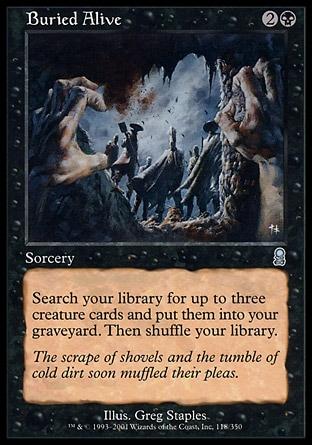 Buried Alive 2
Sorcery
Search your library for up to three
creature cards and put them into your
graveyard. Then shuffle your library.
The scrape of shovels and the tumble of
cold dirt soon muffled their pleas.
Illus. Greg Staples
™ & © 1993-2001 Wizards of the Coast, Inc. 118/350